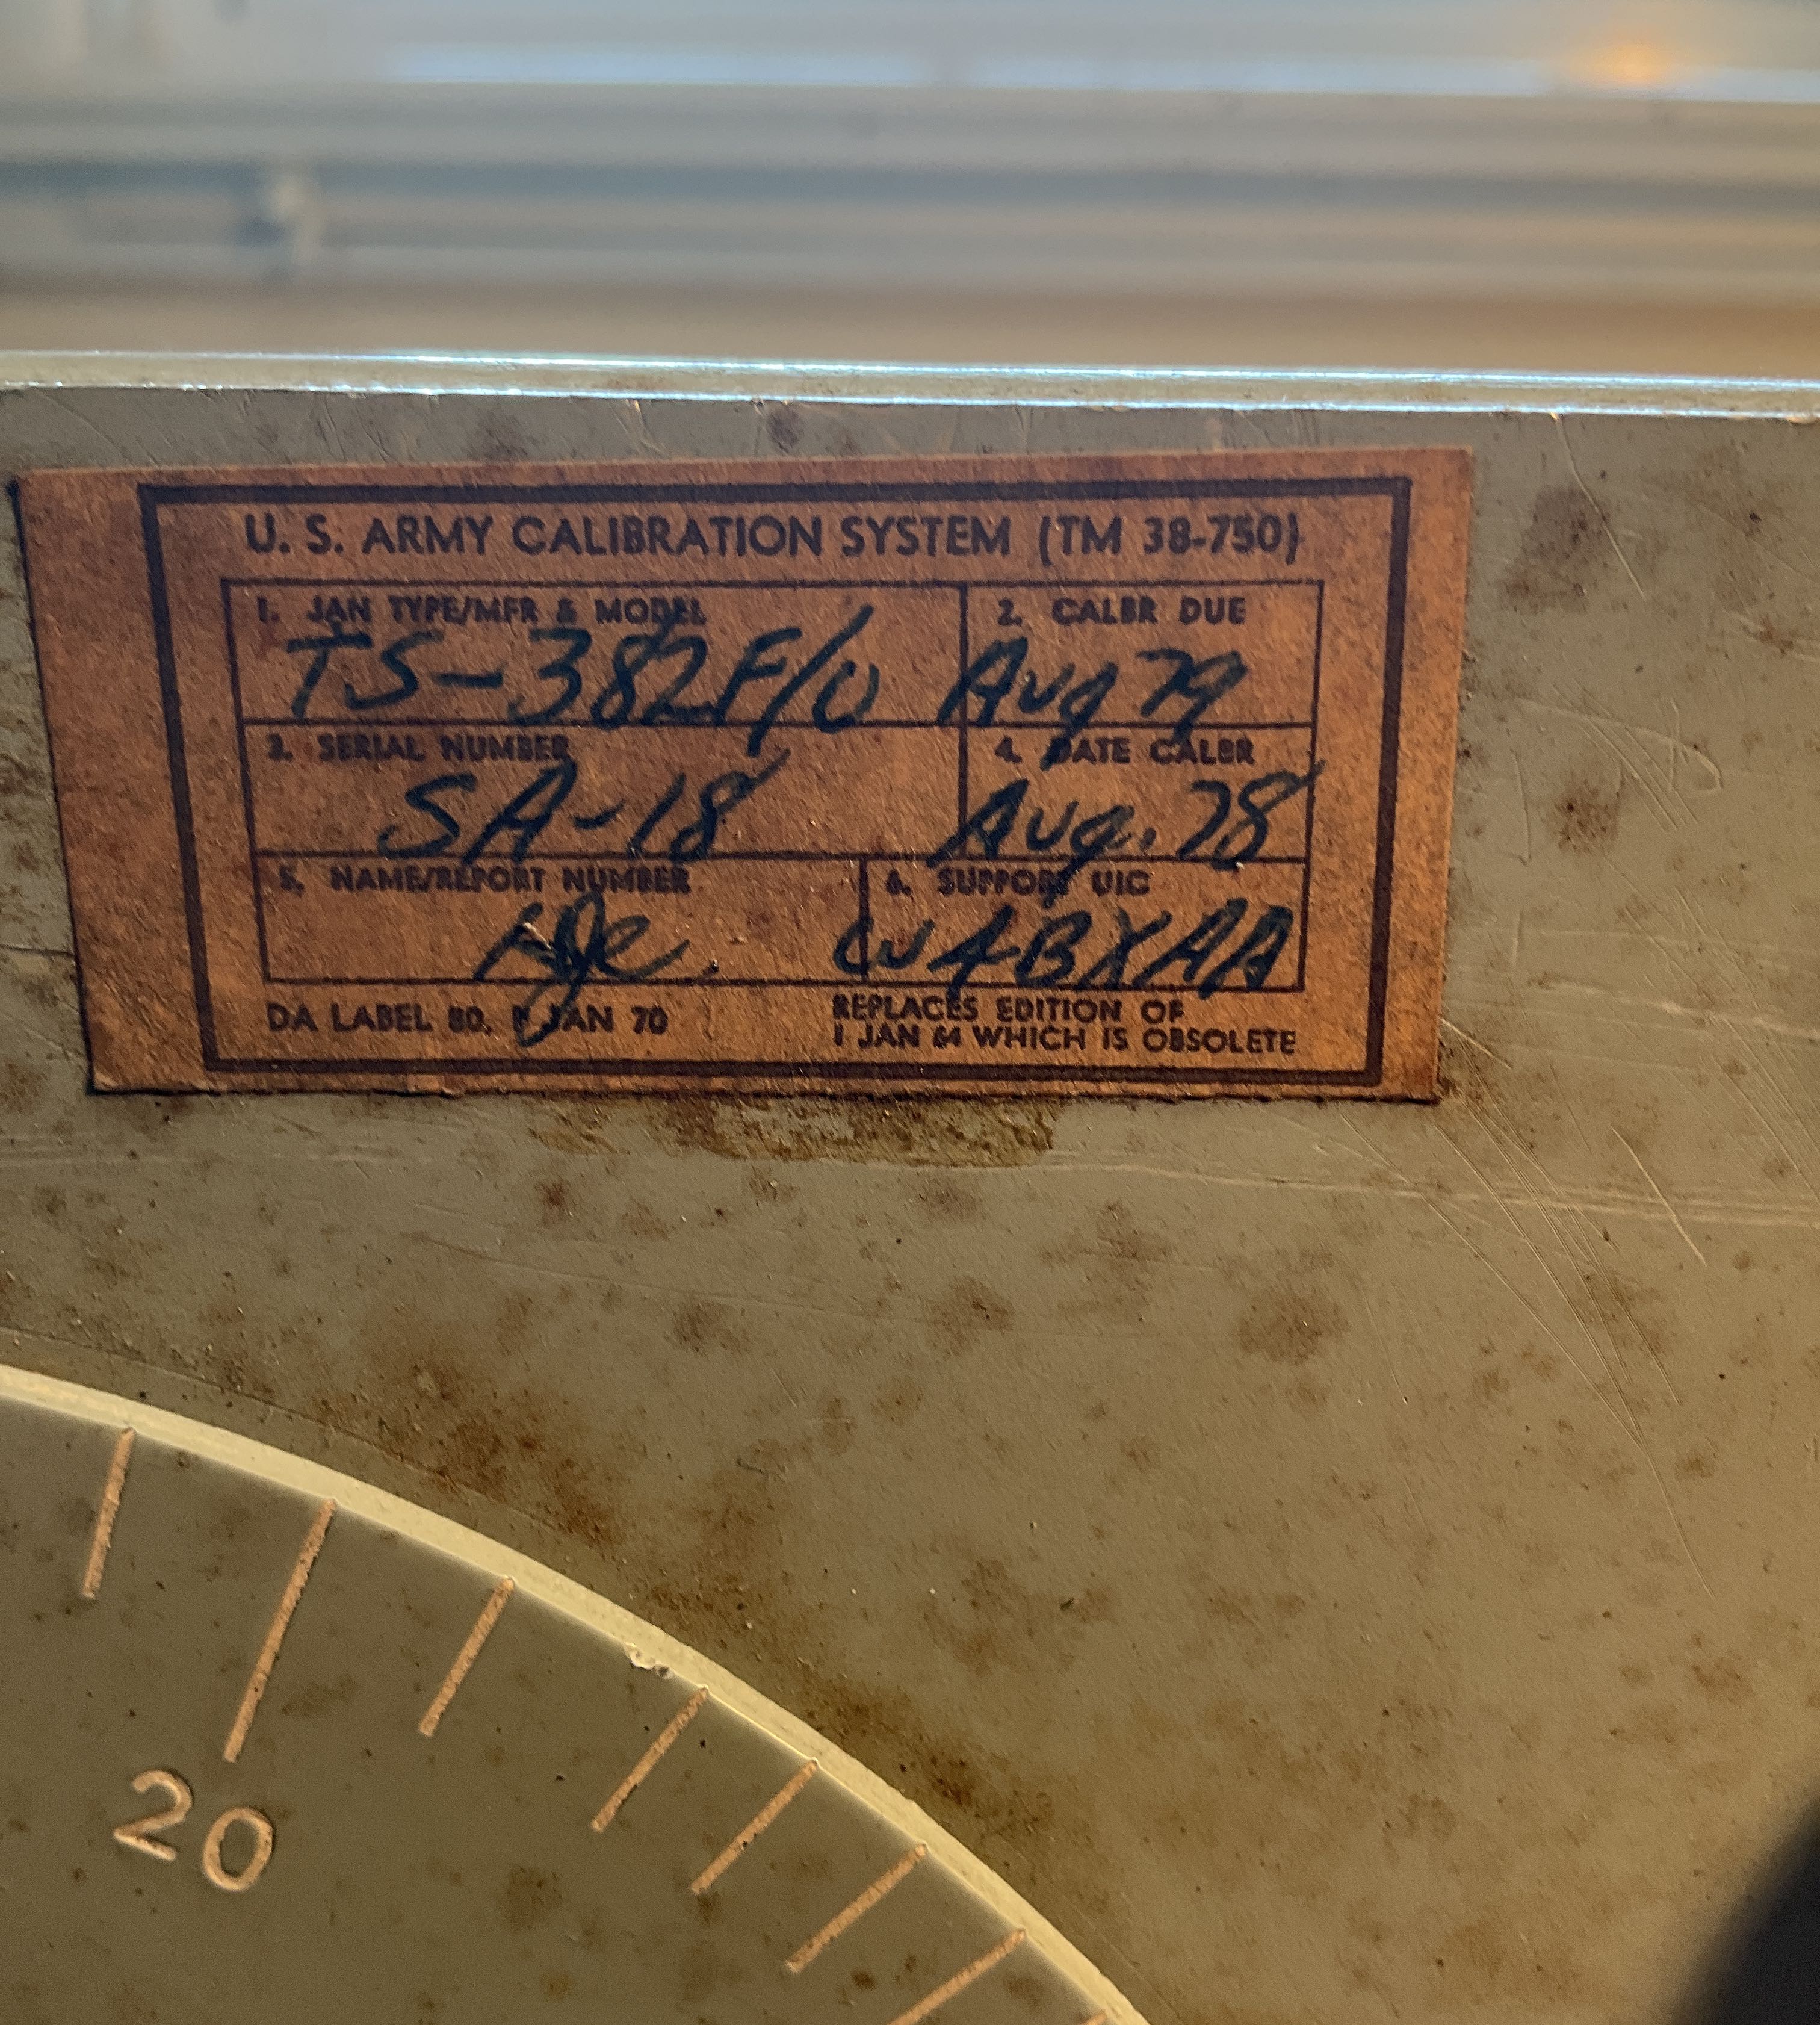 U. S. ARMY CALIBRATION SYSTEM (TM 38-750)
1. JAN TYPE/MFR & MODEL
TS-382F/U
2. CALBR DUE
Aug 79
3. SERIAL NUMBER
SA-18
4. DATE CALBR
Aug. 78
5. NAME/REPORT NUMBER
6. SUPPORT UIC
W4BXAA
DA LABEL 80, JAN 70
REPLACES EDITION OF
1 JAN 64 WHICH IS OBSOLETE
20